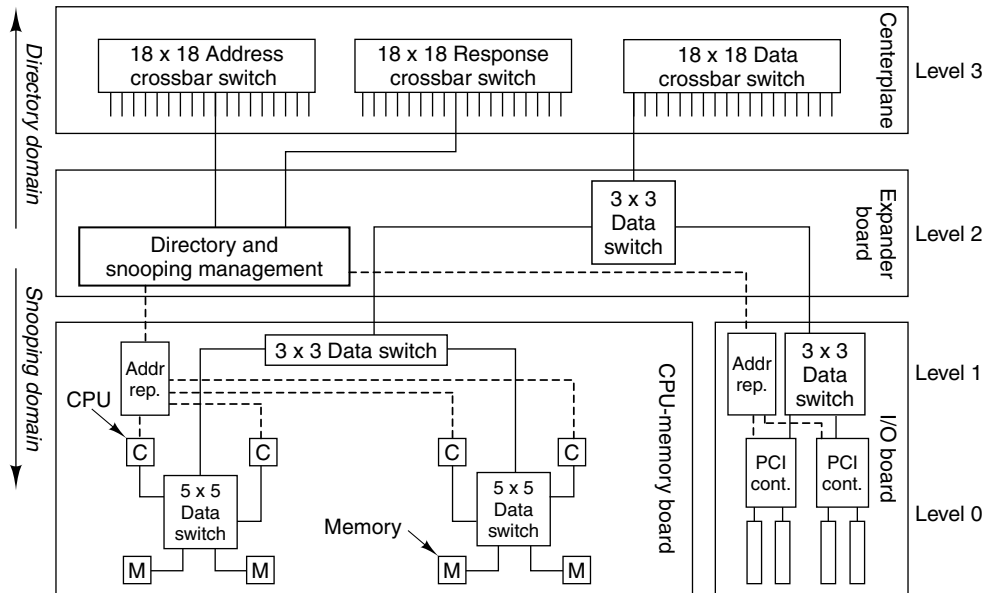 18 x 18 Address
crossbar switch
18 x 18 Response
crossbar switch
18 x 18 Data
crossbar switch
Centerplane
Level 3
Directory domain
3 x 3
Data
switch
Directory and
snooping management
Expander
board
Level 2
Snooping domain
3 x 3 Data switch
Addr
rep.
CPU
C
C
C
C
5 x 5
Data
switch
5 x 5
Data
switch
Memory
M
M
M
M
CPU-memory board
Addr
rep.
3 x 3
Data
switch
Level 1
PCI
cont.
PCI
cont.
I/O board
Level 0